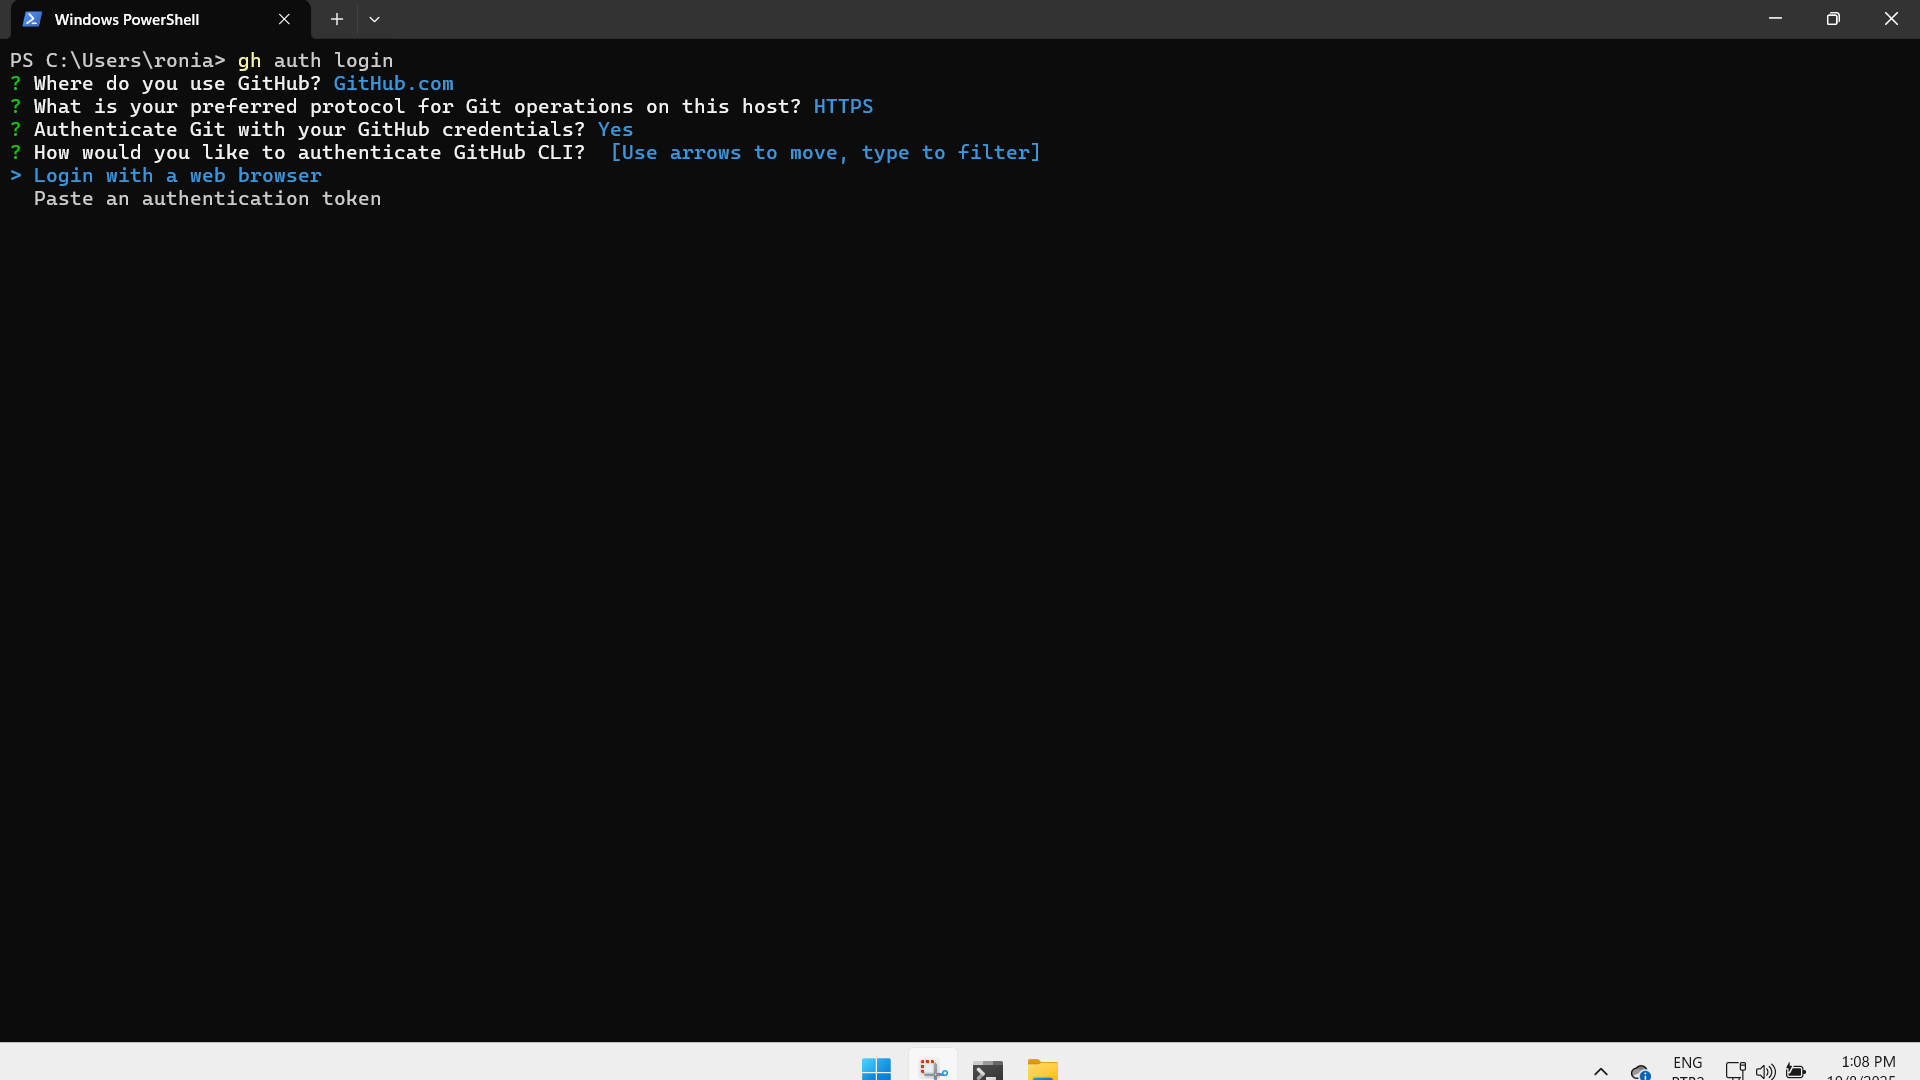 Windows PowerShell
PS C:\Users\ronia> gh auth login
? Where do you use GitHub? GitHub.com
? What is your preferred protocol for Git operations on this host? HTTPS
? Authenticate Git with your GitHub credentials? Yes
? How would you like to authenticate GitHub CLI?  [Use arrows to move, type to filter]
> Login with a web browser
  Paste an authentication token
ENG
1:08 PM